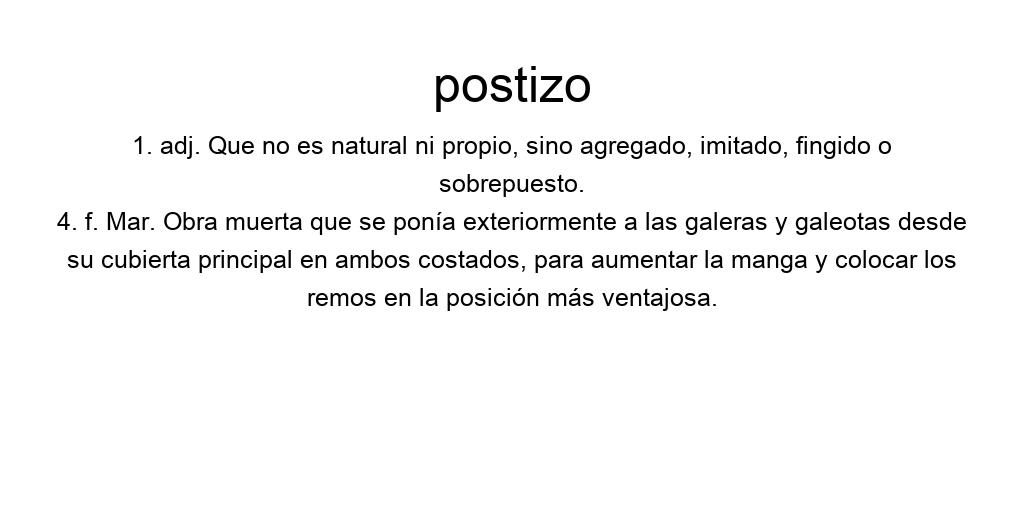 postizo
1. adj. Que no es natural ni propio, sino agregado, imitado, fingido o
sobrepuesto.
4. f. Mar. Obra muerta que se ponía exteriormente a las galeras y galeotas desde
su cubierta principal en ambos costados, para aumentar la manga y colocar los
remos en la posición más ventajosa.